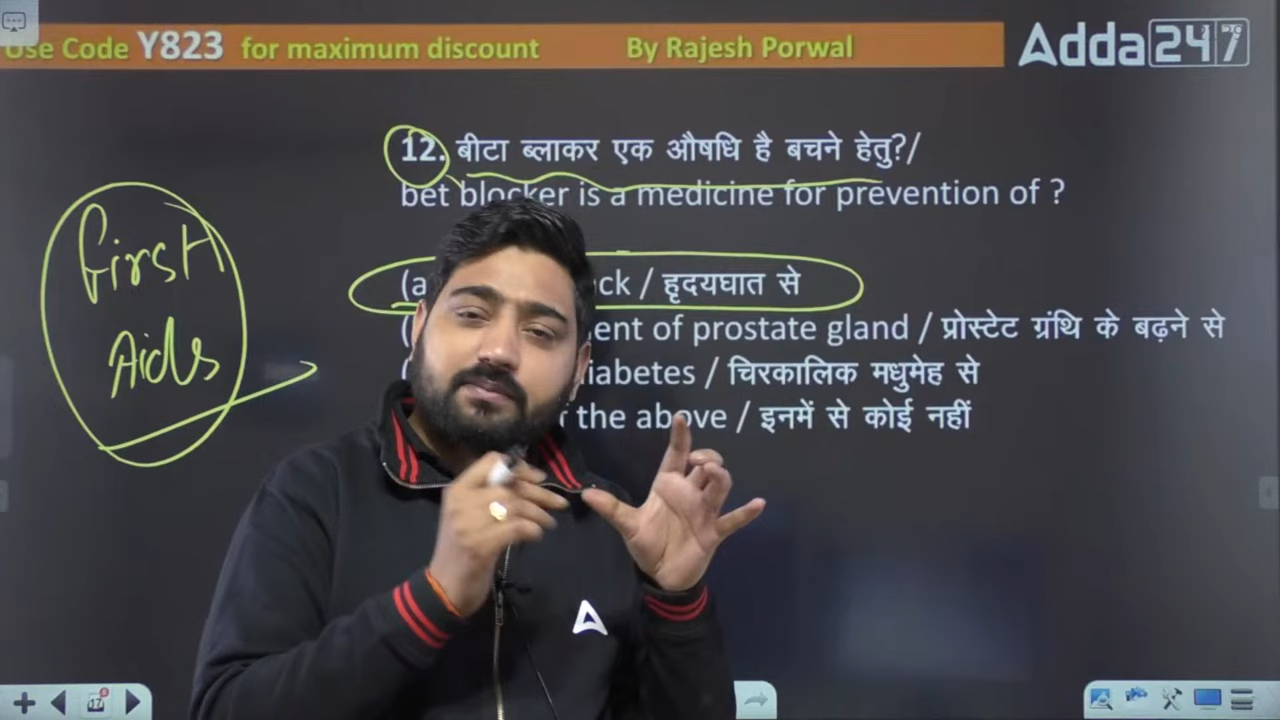 Use Code Y823 for maximum discount By Rajesh Porwal
Adda247
12. बीटा ब्लाकर एक औषधि है बचने हेतु?/
bet blocker is a medicine for prevention of ?
First
Aids
(a ck / हृदयघात से
( ent of prostate gland / प्रोस्टेट ग्रंथि के बढ़ने से
( iabetes / चिरकालिक मधुमेह से
f the above / इनमें से कोई नहीं
17